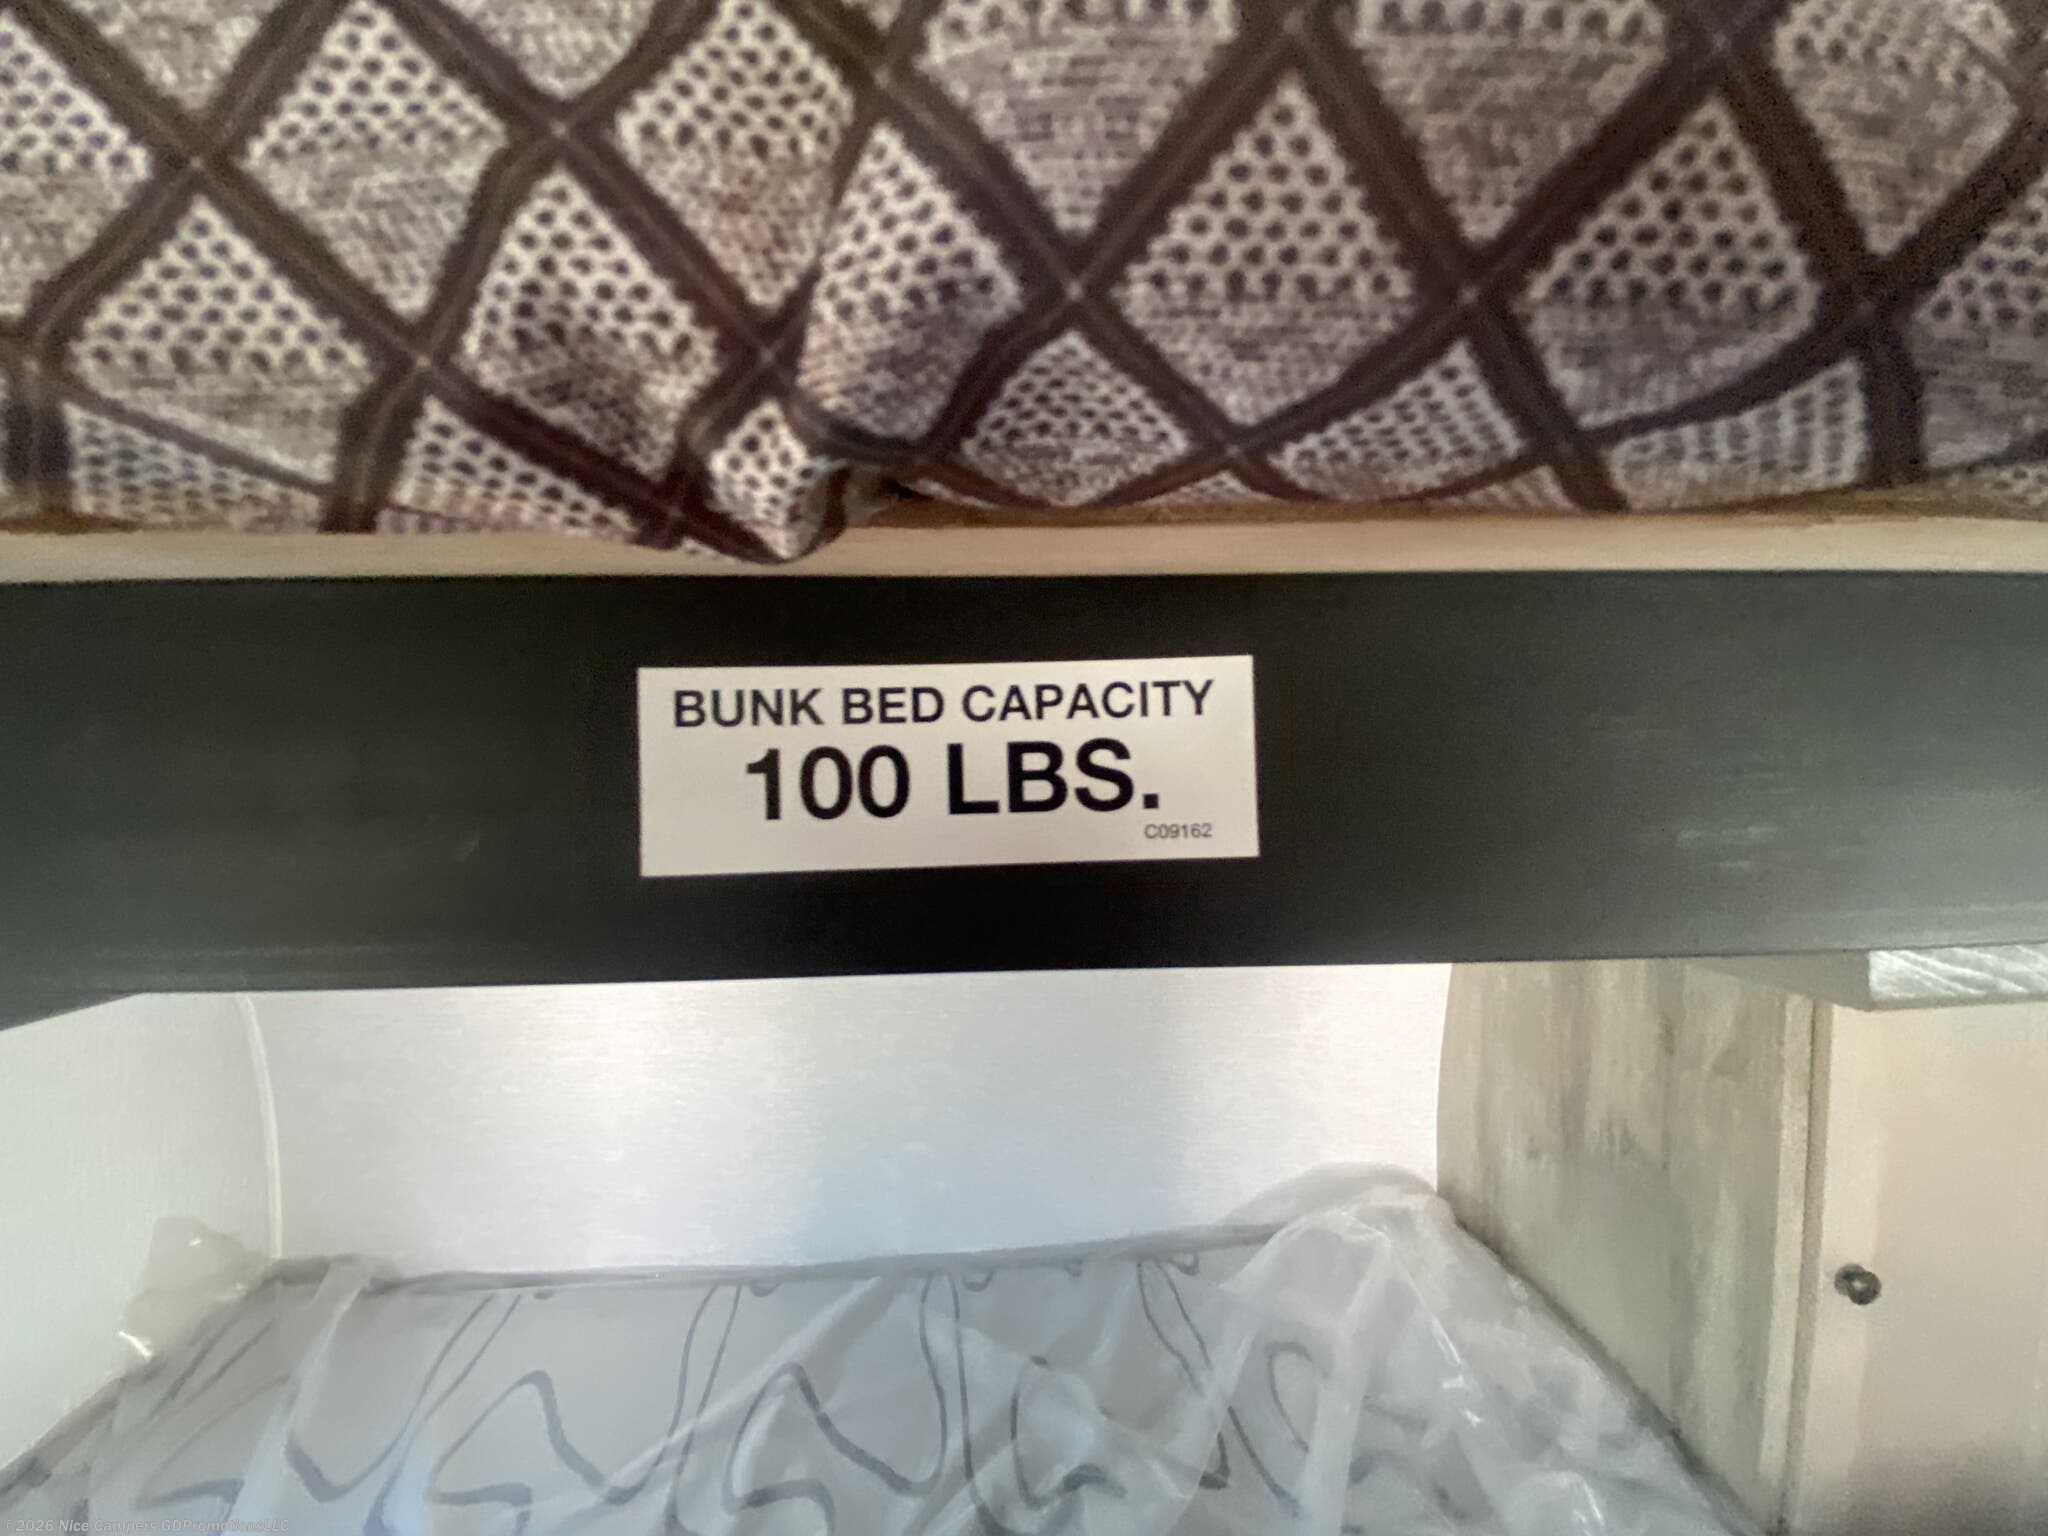 BUNK BED CAPACITY
100 LBS.
C09162
©2026 Nice Campers GDPromotionsLLC